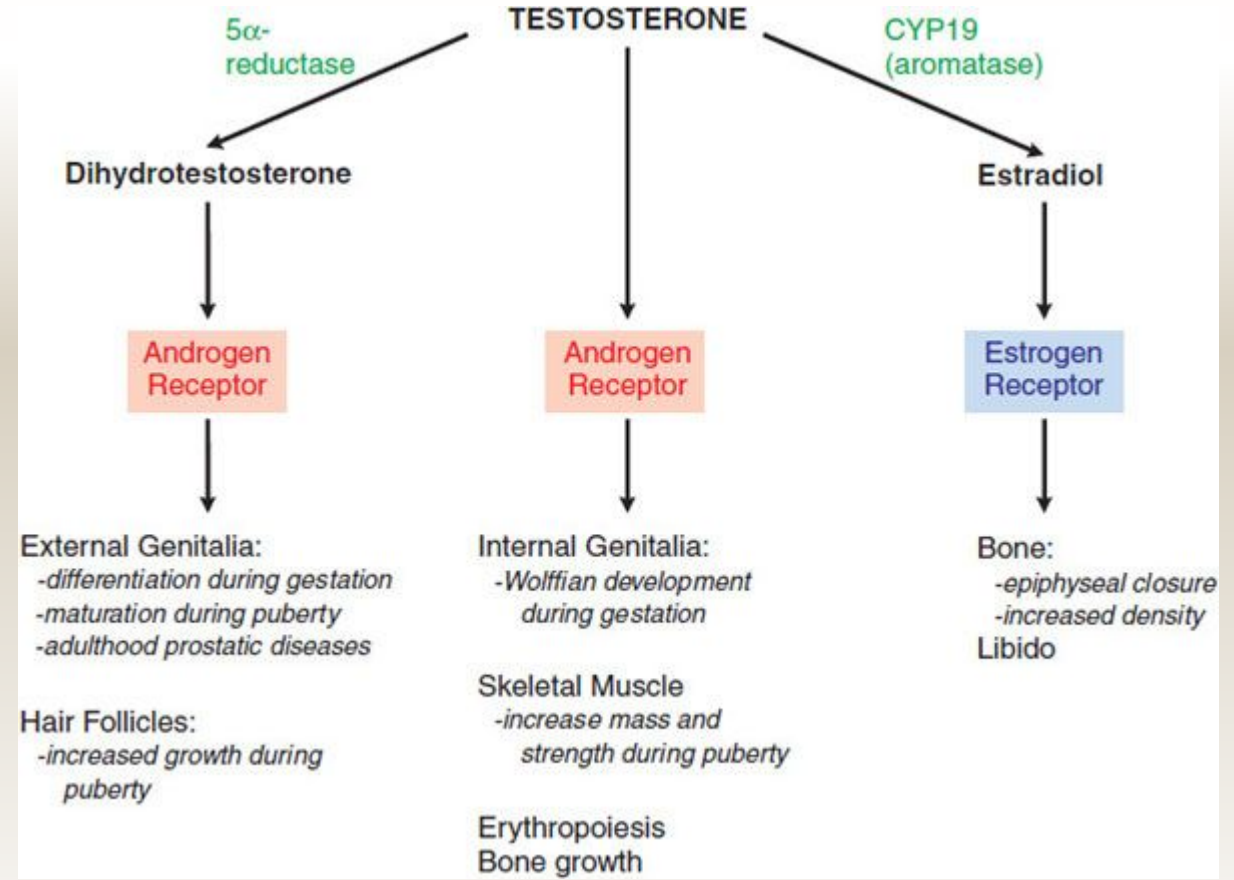 TESTOSTERONE
5α-
reductase
CYP19
(aromatase)
Dihydrotestosterone
Estradiol
Androgen
Receptor
Androgen
Receptor
Estrogen
Receptor
External Genitalia:
-differentiation during gestation
-maturation during puberty
-adulthood prostatic diseases
Hair Follicles:
-increased growth during
puberty
Internal Genitalia:
-Wolffian development
during gestation
Skeletal Muscle
-increase mass and
strength during puberty
Erythropoiesis
Bone growth
Bone:
-epiphyseal closure
-increased density
Libido